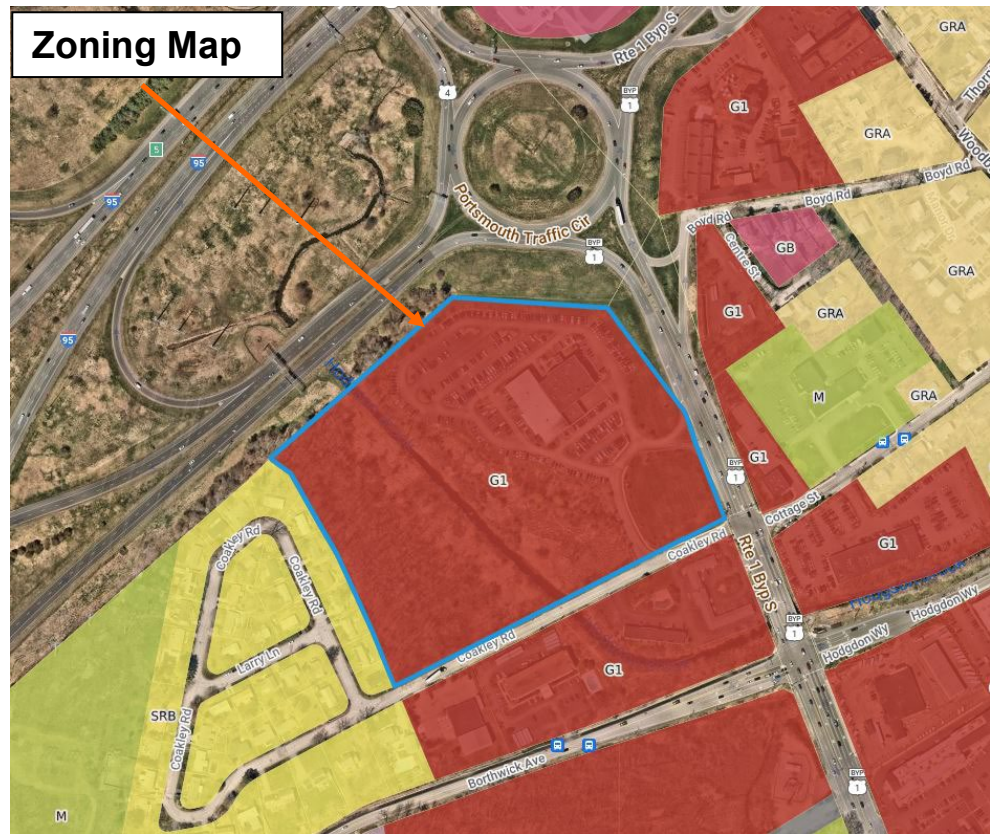 Zoning Map
Rte 1 Byp S
4
BYP
1
G1
GRA
Thorn
Woodb
GRA
5
95
95
95
Portsmouth Traffic Cir
BYP
1
Boyd Rd
Boyd Rd
Boyd Rd
Centre St
GB
GRA
GRA
G1
M
GRA
G1
G1
BYP
1
Cottage St
G1
Coakley Rd
Rte 1 Byp S
Coakley Rd
Coakley Rd
Larry Ln
Coakley Rd
SRB
Coakley Rd
G1
BYP
1
Hodgdon Wy
Hodgdon Wy
Borthwick Ave
BYP
1
M